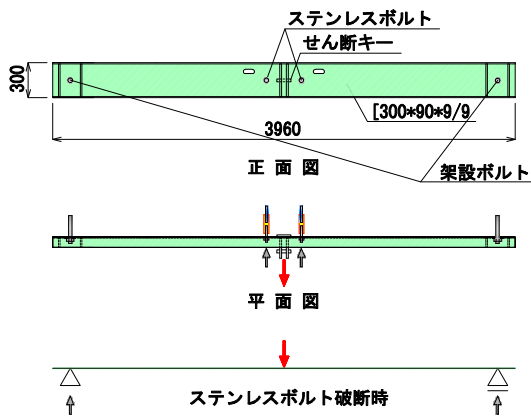 ステンレスボルト
せん断キー
300
[300*90*9/9
3960
正面図
架設ボルト
平面図
ステンレスボルト破断時